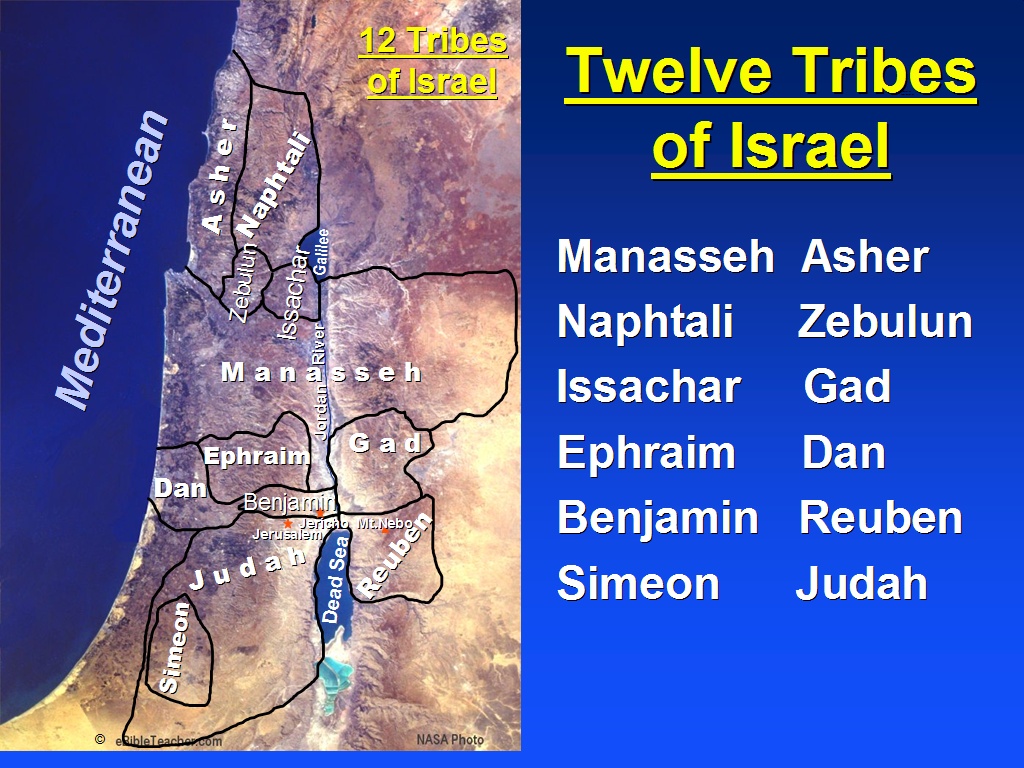 12 Tribes
of Israel
Mediterranean
Asher
Naphtali
Zebulun
Issachar
Galilee
Jordan River
Manasseh
Ephraim
Gad
Dan
Benjamin
Jericho
Mt.Nebo
Jerusalem
Judah
Reuben
Dead Sea
Simeon
© eBibleTeacher.com
NASA Photo
Twelve Tribes
of Israel
Manasseh Asher
Naphtali Zebulun
Issachar Gad
Ephraim Dan
Benjamin Reuben
Simeon Judah